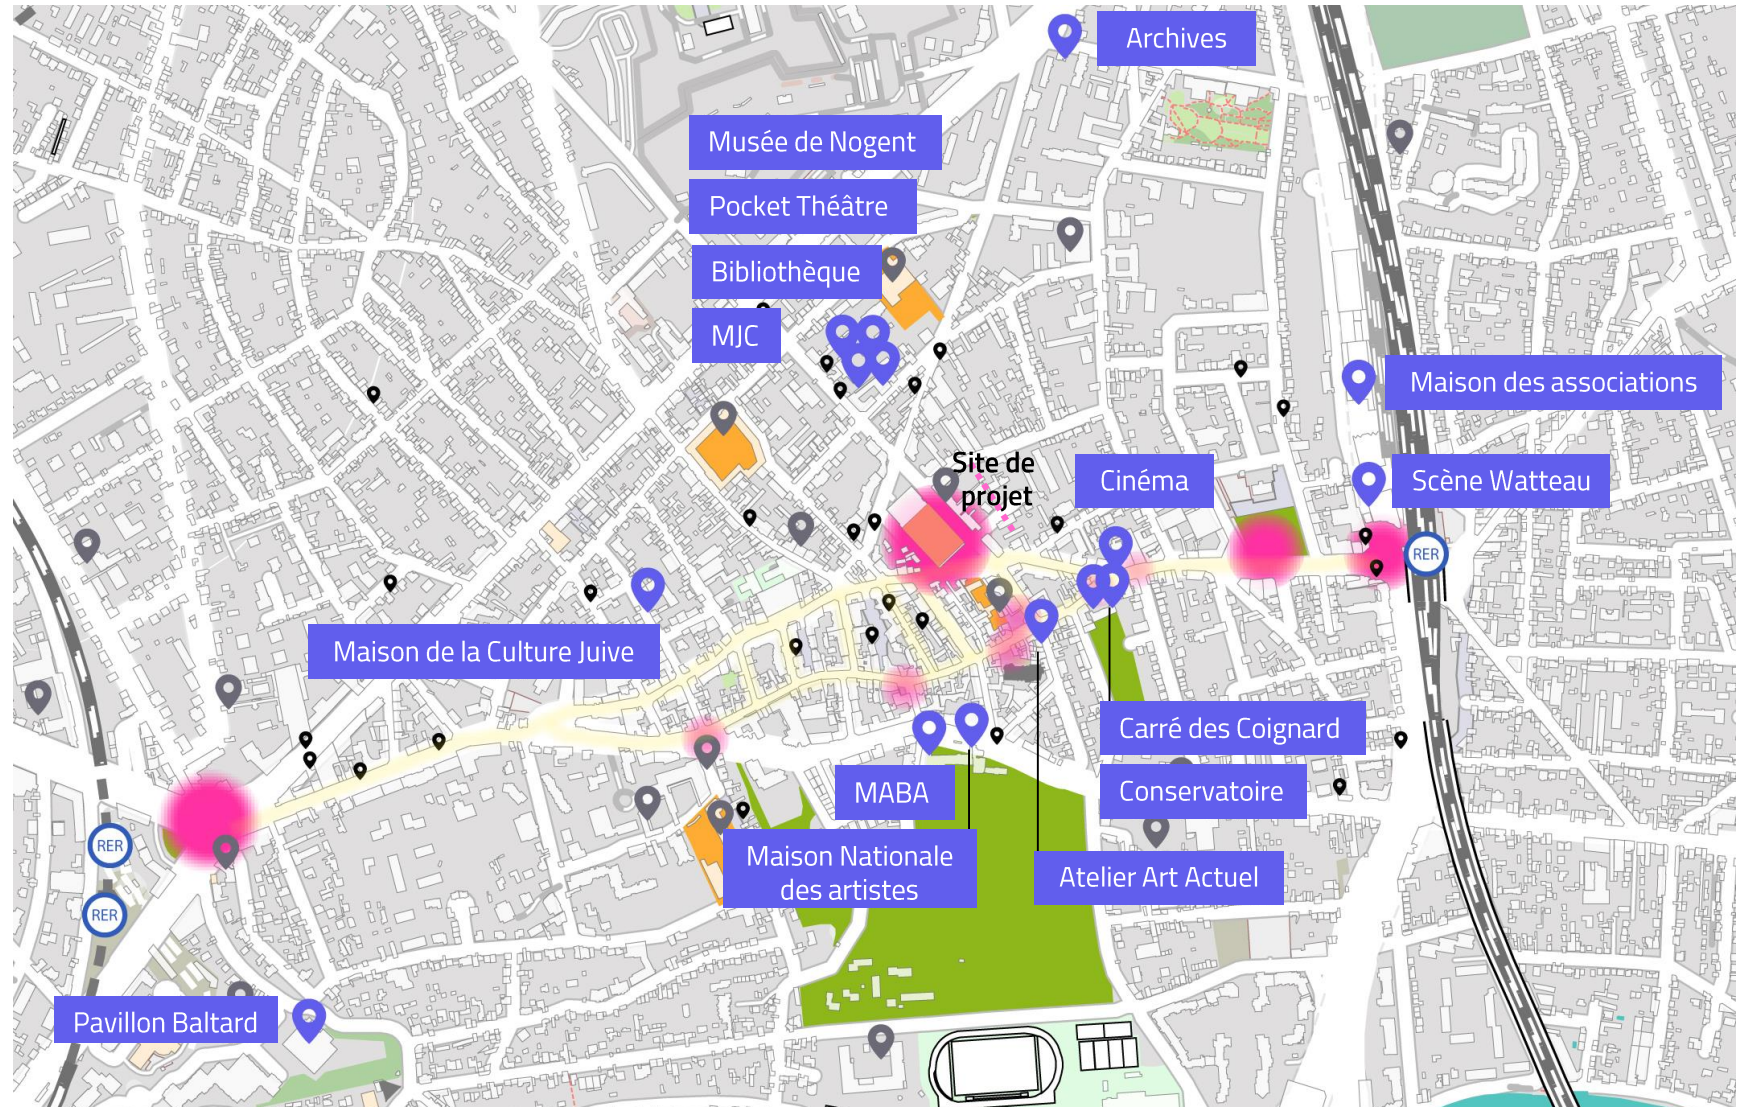 Archives
Musée de Nogent
Pocket Théâtre
Bibliothèque
MJC
Maison des associations
Site de
projet
Cinéma
Scène Watteau
RER
Maison de la Culture Juive
Carré des Coignard
MABA
Conservatoire
RER
Maison Nationale
des artistes
Atelier Art Actuel
RER
Pavillon Baltard